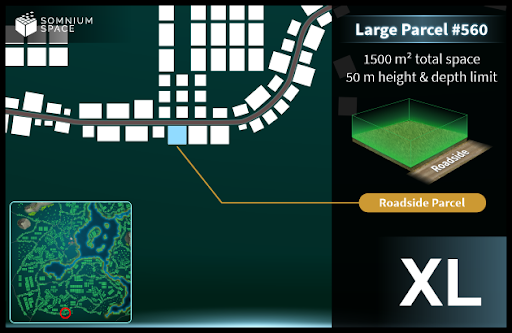 SOMNIUM
SPACE
Large Parcel #560
1500 m² total space
50 m height & depth limit
Roadside
Roadside Parcel
XL